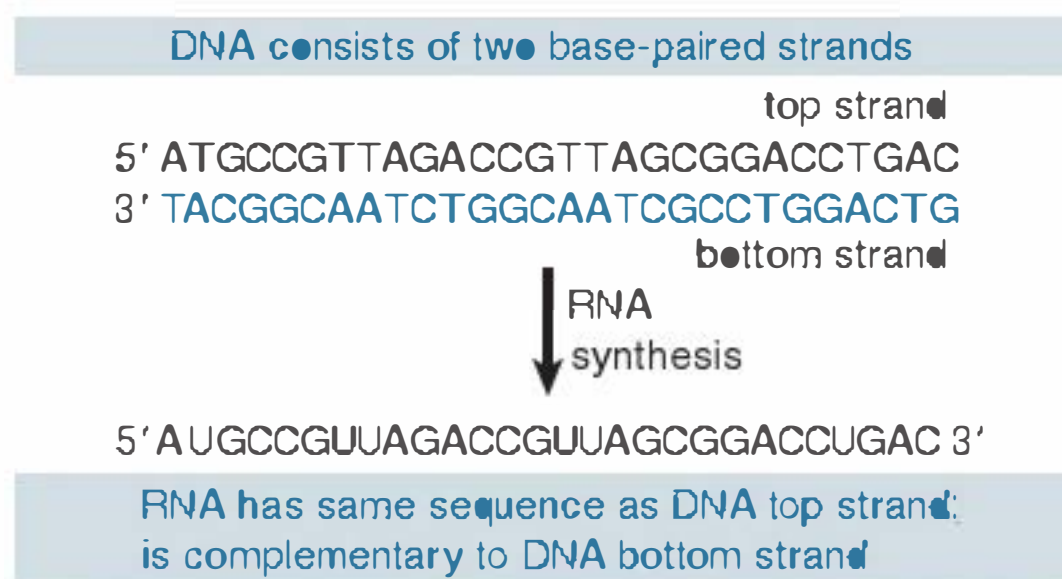 DNA consists of two base-paired strands
top strand
5′ ATGCCGTTAGACCGTTAGCGGACCTGAC
3′ TACGGCAATCTGGCAATCGCCTGGACTG
bottom strand
RNA
synthesis
5′ AUGCCGUUAGACCGUUAGCGGACCUGAC 3′
RNA has same sequence as DNA top strand;
is complementary to DNA bottom strand